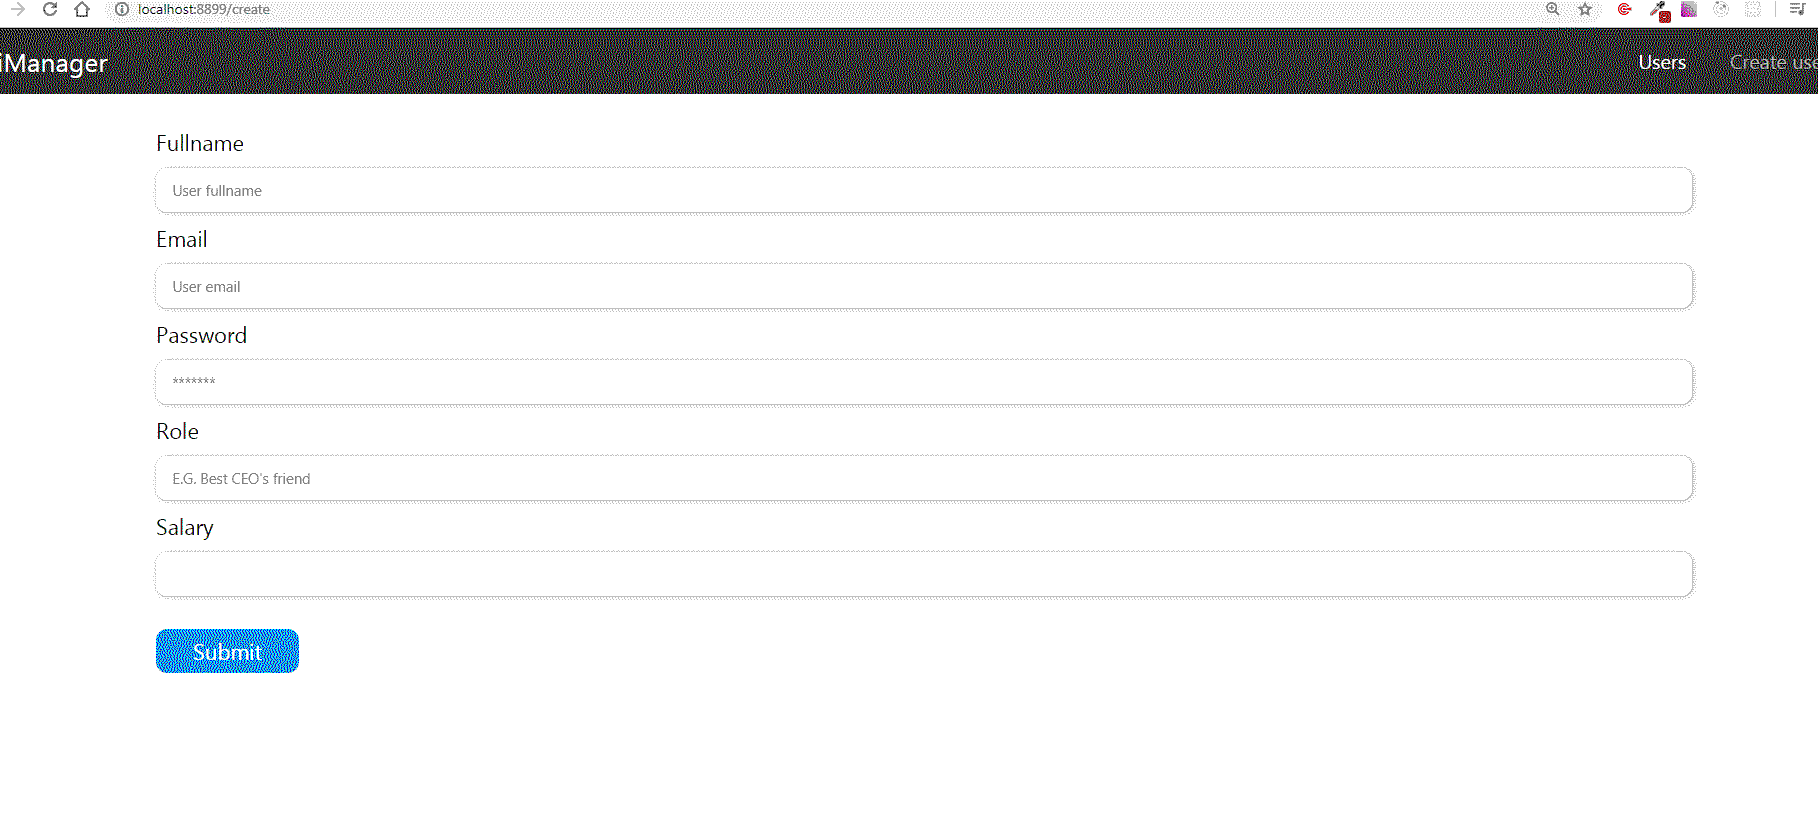 localhost:8899/create
iManager
Users Create use
Fullname
User fullname
Email
User email
Password
*******
Role
E.G. Best CEO's friend
Salary
Submit